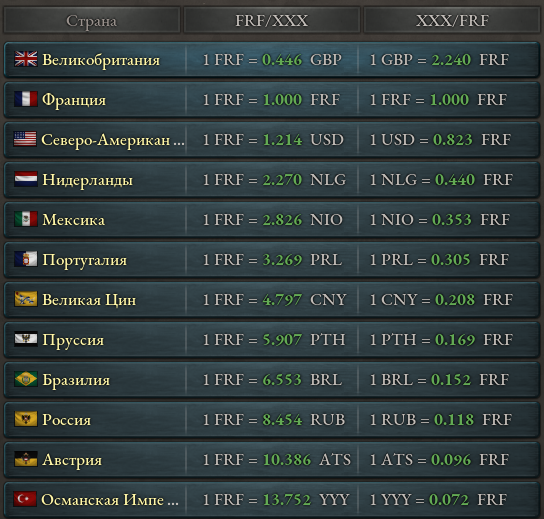 Страна FRF/XXX XXX/FRF
Великобритания 1 FRF = 0.446 GBP 1 GBP = 2.240 FRF
Франция 1 FRF = 1.000 FRF 1 FRF = 1.000 FRF
Северо-Американ ... 1 FRF = 1.214 USD 1 USD = 0.823 FRF
Нидерланды 1 FRF = 2.270 NLG 1 NLG = 0.440 FRF
Мексика 1 FRF = 2.826 NIO 1 NIO = 0.353 FRF
Португалия 1 FRF = 3.269 PRL 1 PRL = 0.305 FRF
Великая Цин 1 FRF = 4.797 CNY 1 CNY = 0.208 FRF
Пруссия 1 FRF = 5.907 PTH 1 PTH = 0.169 FRF
Бразилия 1 FRF = 6.553 BRL 1 BRL = 0.152 FRF
Россия 1 FRF = 8.454 RUB 1 RUB = 0.118 FRF
Австрия 1 FRF = 10.386 ATS 1 ATS = 0.096 FRF
Османская Импе ... 1 FRF = 13.752 YYY 1 YYY = 0.072 FRF